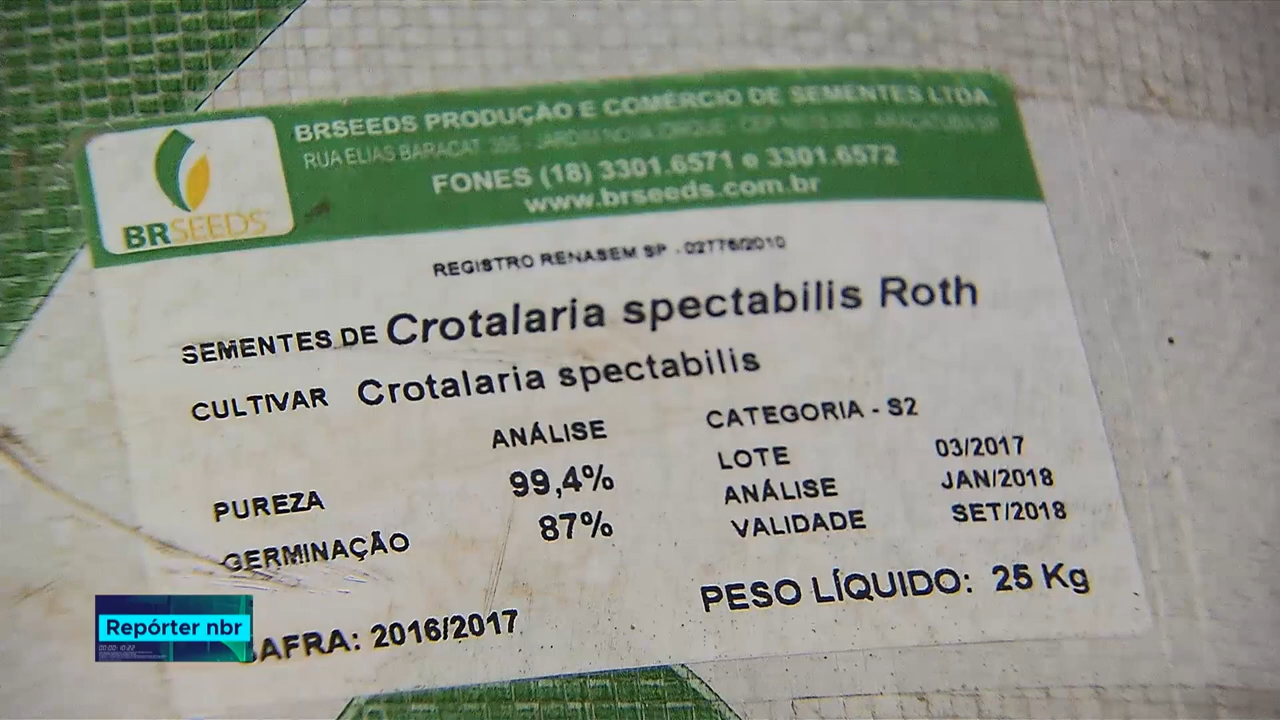 BRSEEDS PRODUÇÃO E COMÉRCIO DE SEMENTES LTDA.
RUA ELIAS BARACAT
FONES (18) 3301.6571 e 3301.6572
www.brseeds.com.br
BRSEEDS
REGISTRO RENASEM SP - 02776/2010
SEMENTES DE Crotalaria spectabilis Roth
CULTIVAR Crotalaria spectabilis
ANÁLISE
CATEGORIA - S2
PUREZA 99,4%
LOTE 03/2017
GERMINAÇÃO 87%
ANÁLISE JAN/2018
VALIDADE SET/2018
PESO LÍQUIDO: 25 Kg
AFRA: 2016/2017
Repórter nbr